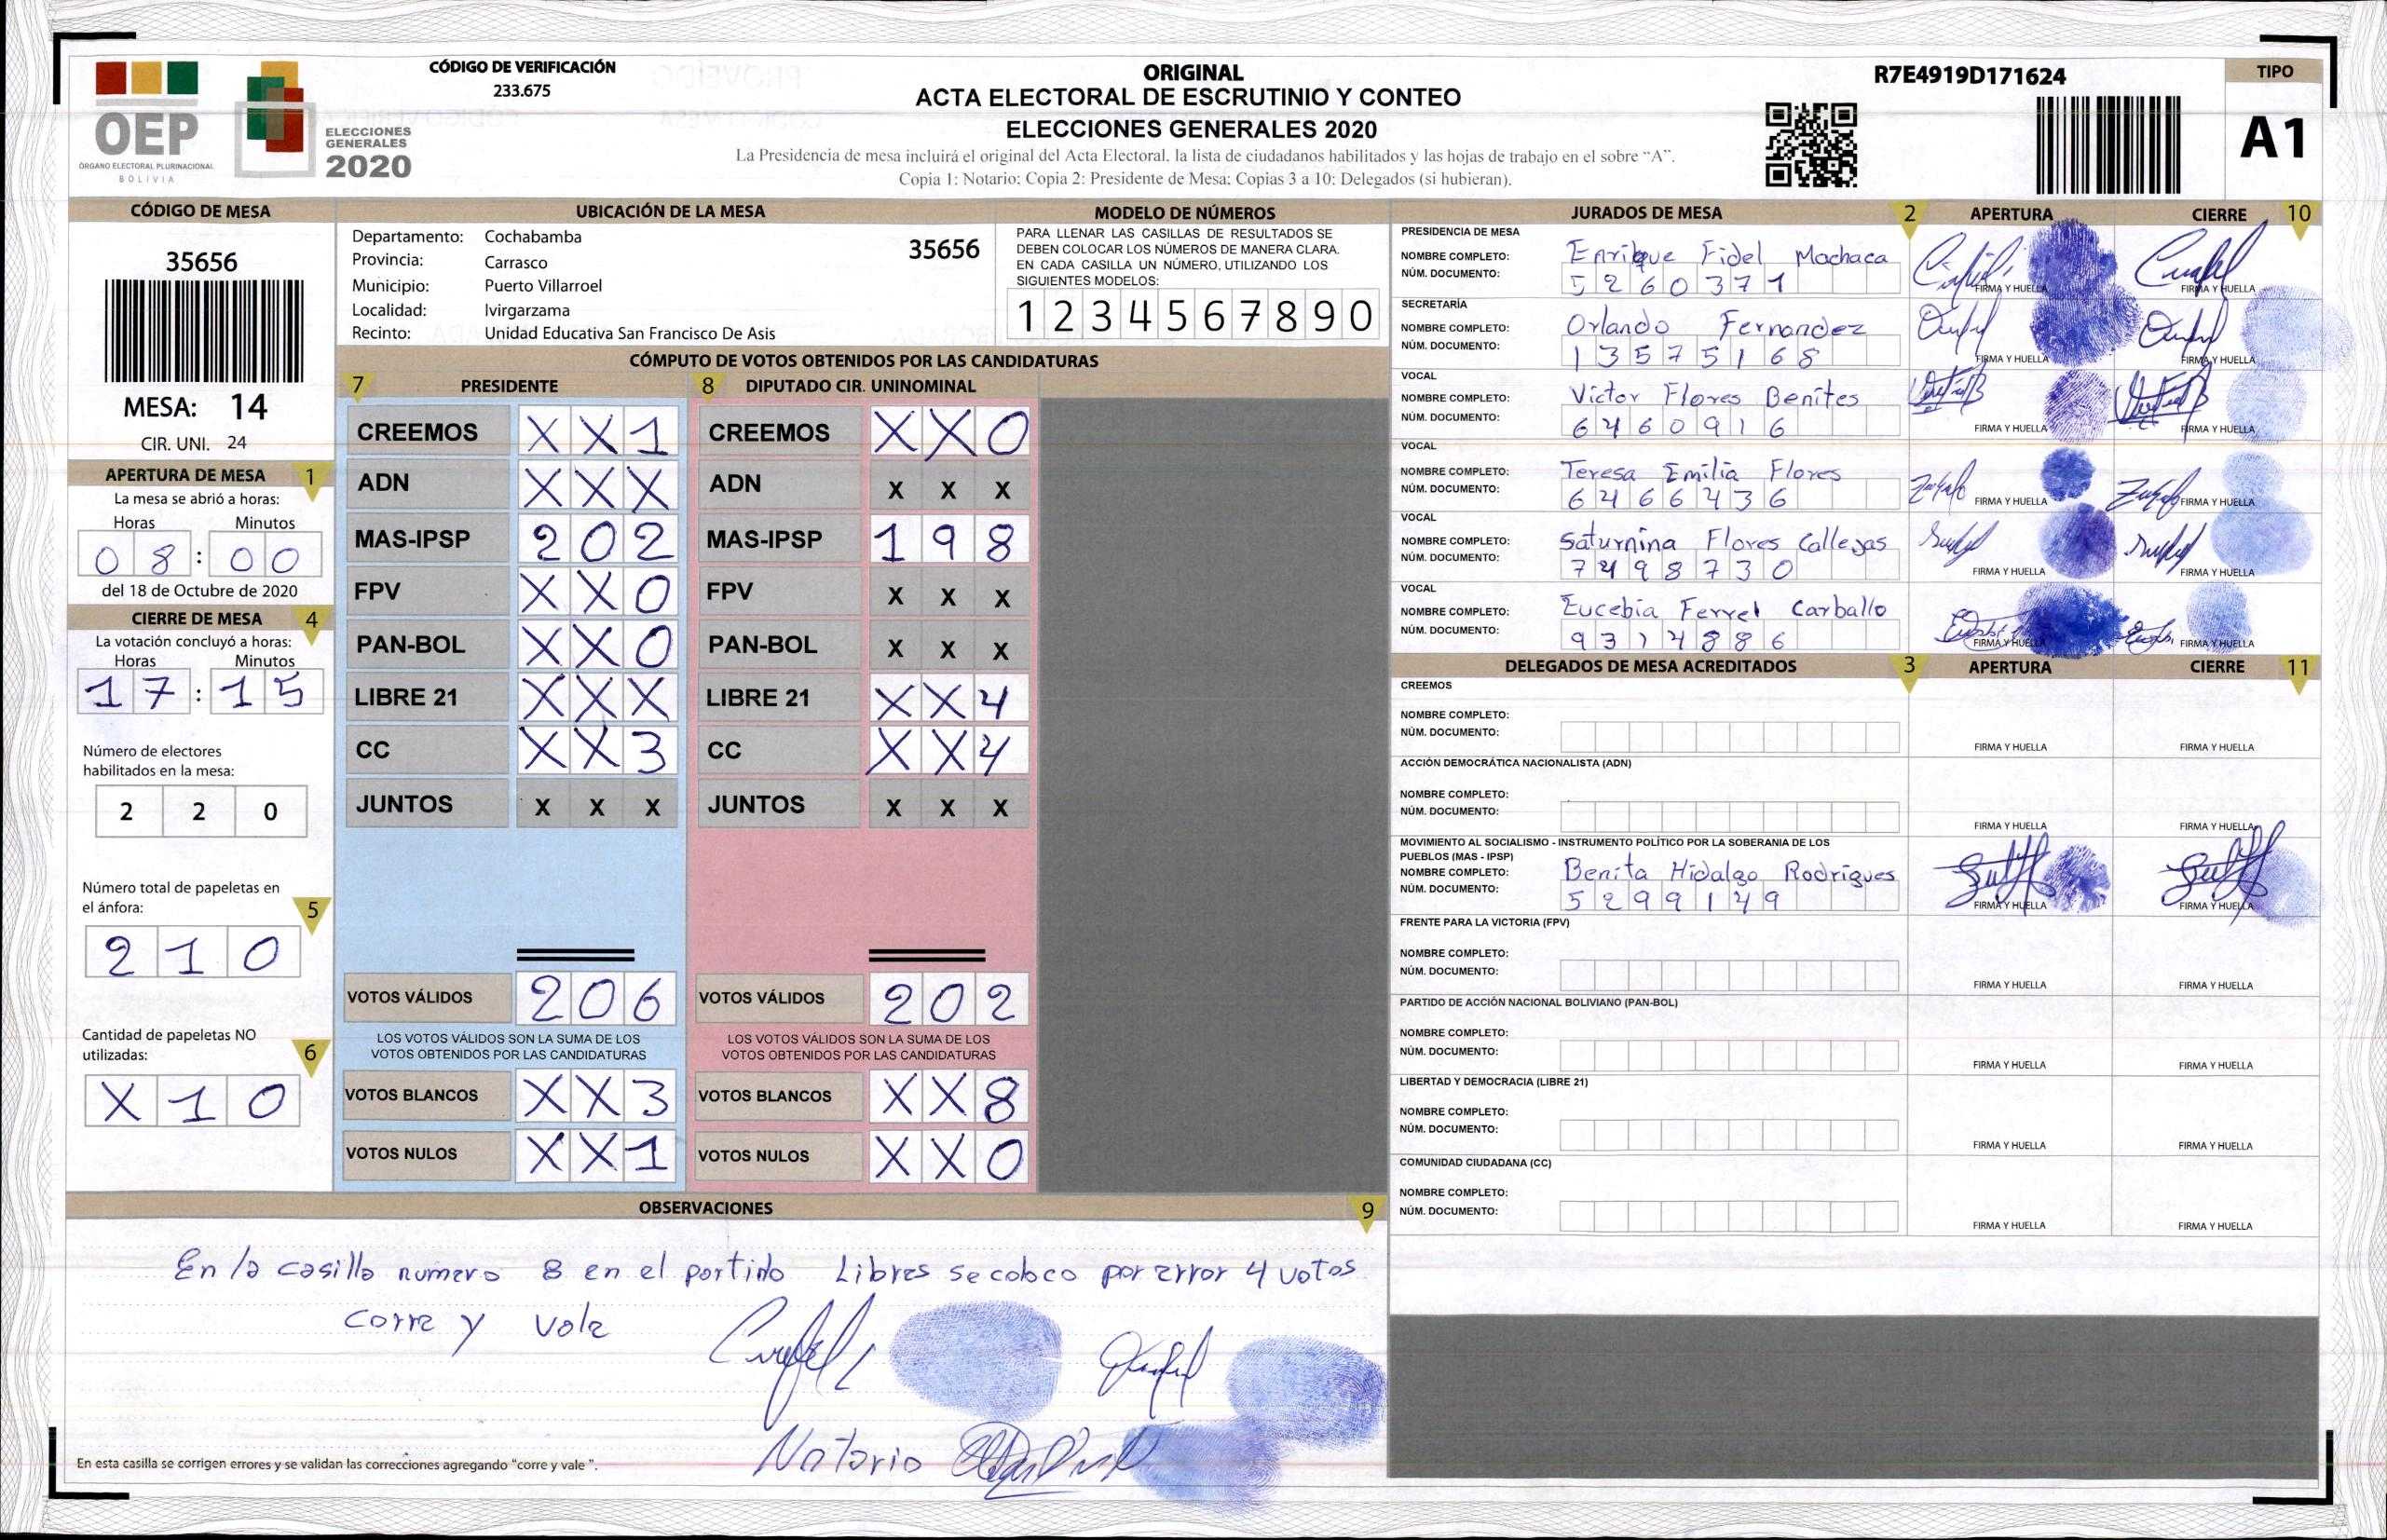 CÓDIGO DE VERIFICACIÓN
233.675
OEP
ÓRGANO ELECTORAL PLURINACIONAL
BOLIVIA
ELECCIONES
GENERALES
2020
ORIGINAL
ACTA ELECTORAL DE ESCRUTINIO Y CONTEO
ELECCIONES GENERALES 2020
La Presidencia de mesa incluirá el original del Acta Electoral, la lista de ciudadanos habilitados y las hojas de trabajo en el sobre “A”.
Copia 1: Notario; Copia 2: Presidente de Mesa; Copias 3 a 10: Delegados (si hubieran).
R7E4919D171624
TIPO
A1
CÓDIGO DE MESA
35656
MESA: 14
CIR. UNI. 24
UBICACIÓN DE LA MESA
Departamento: Cochabamba
35656
Provincia: Carrasco
Municipio: Puerto Villarroel
Localidad: Ivirgarzama
Recinto: Unidad Educativa San Francisco De Asis
MODELO DE NÚMEROS
PARA LLENAR LAS CASILLAS DE RESULTADOS SE
DEBEN COLOCAR LOS NÚMEROS DE MANERA CLARA.
EN CADA CASILLA UN NÚMERO, UTILIZANDO LOS
SIGUIENTES MODELOS:
1 2 3 4 5 6 7 8 9 0
APERTURA DE MESA 1
La mesa se abrió a horas:
Horas Minutos
0 8 : 0 0
del 18 de Octubre de 2020
CIERRE DE MESA 4
La votación concluyó a horas:
Horas Minutos
1 7 : 1 5
Número de electores
habilitados en la mesa:
2 2 0
Número total de papeletas en
el ánfora: 5
2 1 0
Cantidad de papeletas NO
utilizadas: 6
X 1 0
CÓMPUTO DE VOTOS OBTENIDOS POR LAS CANDIDATURAS
7 PRESIDENTE
CREEMOS X X 1
ADN X X X
MAS-IPSP 2 0 2
FPV X X 0
PAN-BOL X X 0
LIBRE 21 X X X
CC X X 3
JUNTOS X X X
VOTOS VÁLIDOS 2 0 6
LOS VOTOS VÁLIDOS SON LA SUMA DE LOS
VOTOS OBTENIDOS POR LAS CANDIDATURAS
VOTOS BLANCOS X X 3
VOTOS NULOS X X 1
8 DIPUTADO CIR. UNINOMINAL
CREEMOS X X 0
ADN X X X
MAS-IPSP 1 9 8
FPV X X X
PAN-BOL X X X
LIBRE 21 X X 4
CC X X 4
JUNTOS X X X
VOTOS VÁLIDOS 2 0 2
LOS VOTOS VÁLIDOS SON LA SUMA DE LOS
VOTOS OBTENIDOS POR LAS CANDIDATURAS
VOTOS BLANCOS X X 8
VOTOS NULOS X X 0
OBSERVACIONES 9
En la casilla numero 8 en el partido Libres se coloco por error 4 votos
corre y vale
Notario
En esta casilla se corrigen errores y se validan las correcciones agregando "corre y vale ".
JURADOS DE MESA 2 APERTURA CIERRE 10
PRESIDENCIA DE MESA
NOMBRE COMPLETO: Enrique Fidel Machaca
NÚM. DOCUMENTO: 5260371
FIRMA Y HUELLA FIRMA Y HUELLA
SECRETARÍA
NOMBRE COMPLETO: Orlando Fernandez
NÚM. DOCUMENTO: 13575168
FIRMA Y HUELLA FIRMA Y HUELLA
VOCAL
NOMBRE COMPLETO: Victor Flores Benites
NÚM. DOCUMENTO: 6460916
FIRMA Y HUELLA FIRMA Y HUELLA
VOCAL
NOMBRE COMPLETO: Teresa Emilia Flores
NÚM. DOCUMENTO: 6466436
FIRMA Y HUELLA FIRMA Y HUELLA
VOCAL
NOMBRE COMPLETO: Saturnina Flores Callejas
NÚM. DOCUMENTO: 7498730
FIRMA Y HUELLA FIRMA Y HUELLA
VOCAL
NOMBRE COMPLETO: Eucebia Ferrel Carballo
NÚM. DOCUMENTO: 9314886
FIRMA Y HUELLA FIRMA Y HUELLA
DELEGADOS DE MESA ACREDITADOS 3 APERTURA CIERRE 11
CREEMOS
NOMBRE COMPLETO:
NÚM. DOCUMENTO:
FIRMA Y HUELLA FIRMA Y HUELLA
ACCIÓN DEMOCRÁTICA NACIONALISTA (ADN)
NOMBRE COMPLETO:
NÚM. DOCUMENTO:
FIRMA Y HUELLA FIRMA Y HUELLA
MOVIMIENTO AL SOCIALISMO - INSTRUMENTO POLÍTICO POR LA SOBERANIA DE LOS
PUEBLOS (MAS - IPSP)
NOMBRE COMPLETO: Benita Hidalgo Rodrigues
NÚM. DOCUMENTO: 5299149
FIRMA Y HUELLA FIRMA Y HUELLA
FRENTE PARA LA VICTORIA (FPV)
NOMBRE COMPLETO:
NÚM. DOCUMENTO:
FIRMA Y HUELLA FIRMA Y HUELLA
PARTIDO DE ACCIÓN NACIONAL BOLIVIANO (PAN-BOL)
NOMBRE COMPLETO:
NÚM. DOCUMENTO:
FIRMA Y HUELLA FIRMA Y HUELLA
LIBERTAD Y DEMOCRACIA (LIBRE 21)
NOMBRE COMPLETO:
NÚM. DOCUMENTO:
FIRMA Y HUELLA FIRMA Y HUELLA
COMUNIDAD CIUDADANA (CC)
NOMBRE COMPLETO:
NÚM. DOCUMENTO:
FIRMA Y HUELLA FIRMA Y HUELLA